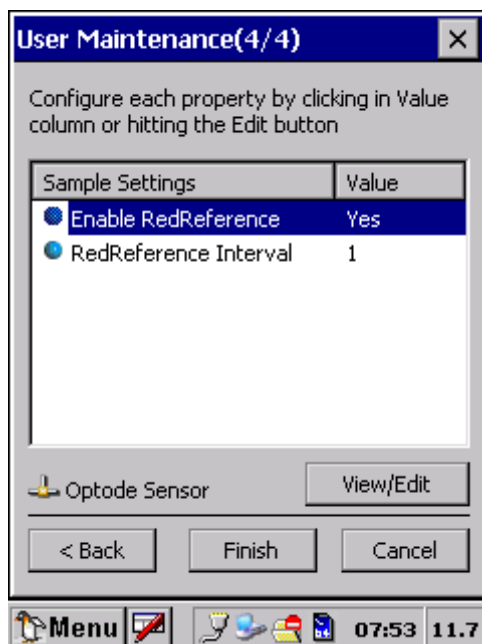 User Maintenance(4/4)
Configure each property by clicking in Value
column or hitting the Edit button
Sample Settings Value
Enable RedReference Yes
RedReference Interval 1
Optode Sensor View/Edit
< Back Finish Cancel
Menu 07:53 11.7